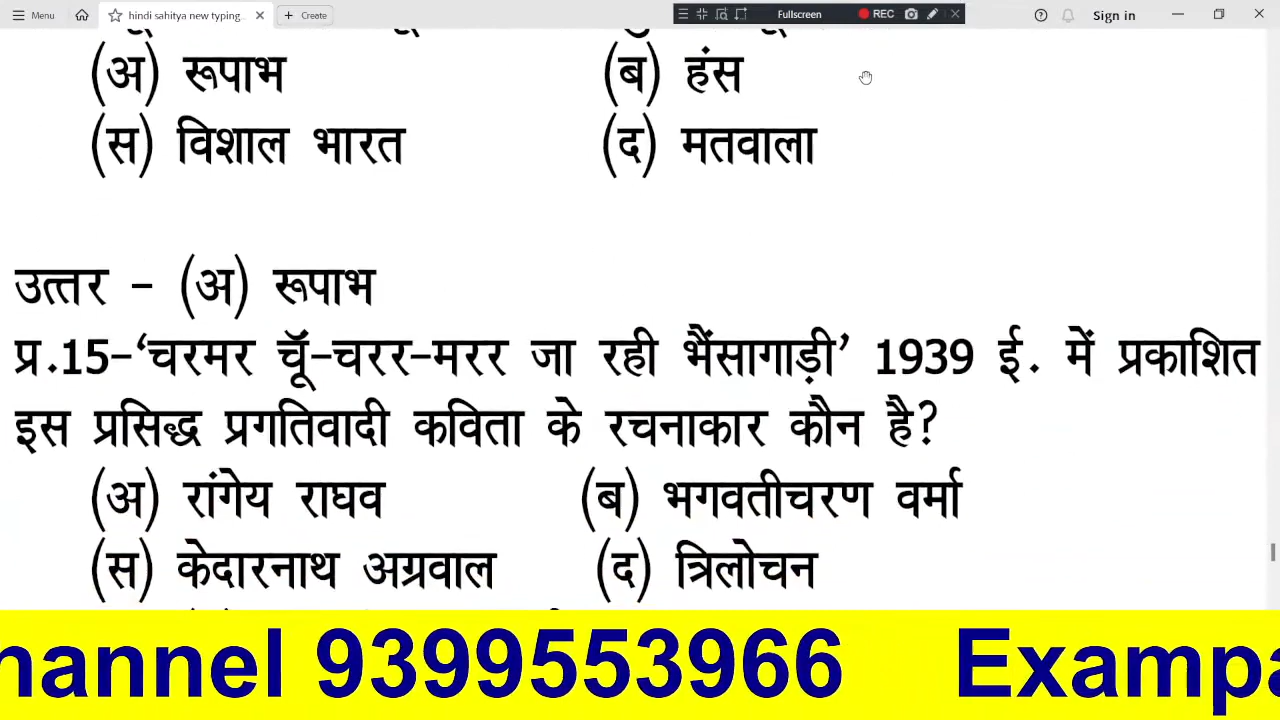 Menu hindi sahitya new typing... × + Create Fullscreen REC Sign in
(अ) रूपाभ (ब) हंस
(स) विशाल भारत (द) मतवाला
उत्तर - (अ) रूपाभ
प्र.15-‘चरमर चूँ-चरर-मरर जा रही भैंसागाड़ी’ 1939 ई. में प्रकाशित
इस प्रसिद्ध प्रगतिवादी कविता के रचनाकार कौन है?
(अ) रांगेय राघव (ब) भगवतीचरण वर्मा
(स) केदारनाथ अग्रवाल (द) त्रिलोचन
hannel 9399553966 Exampa